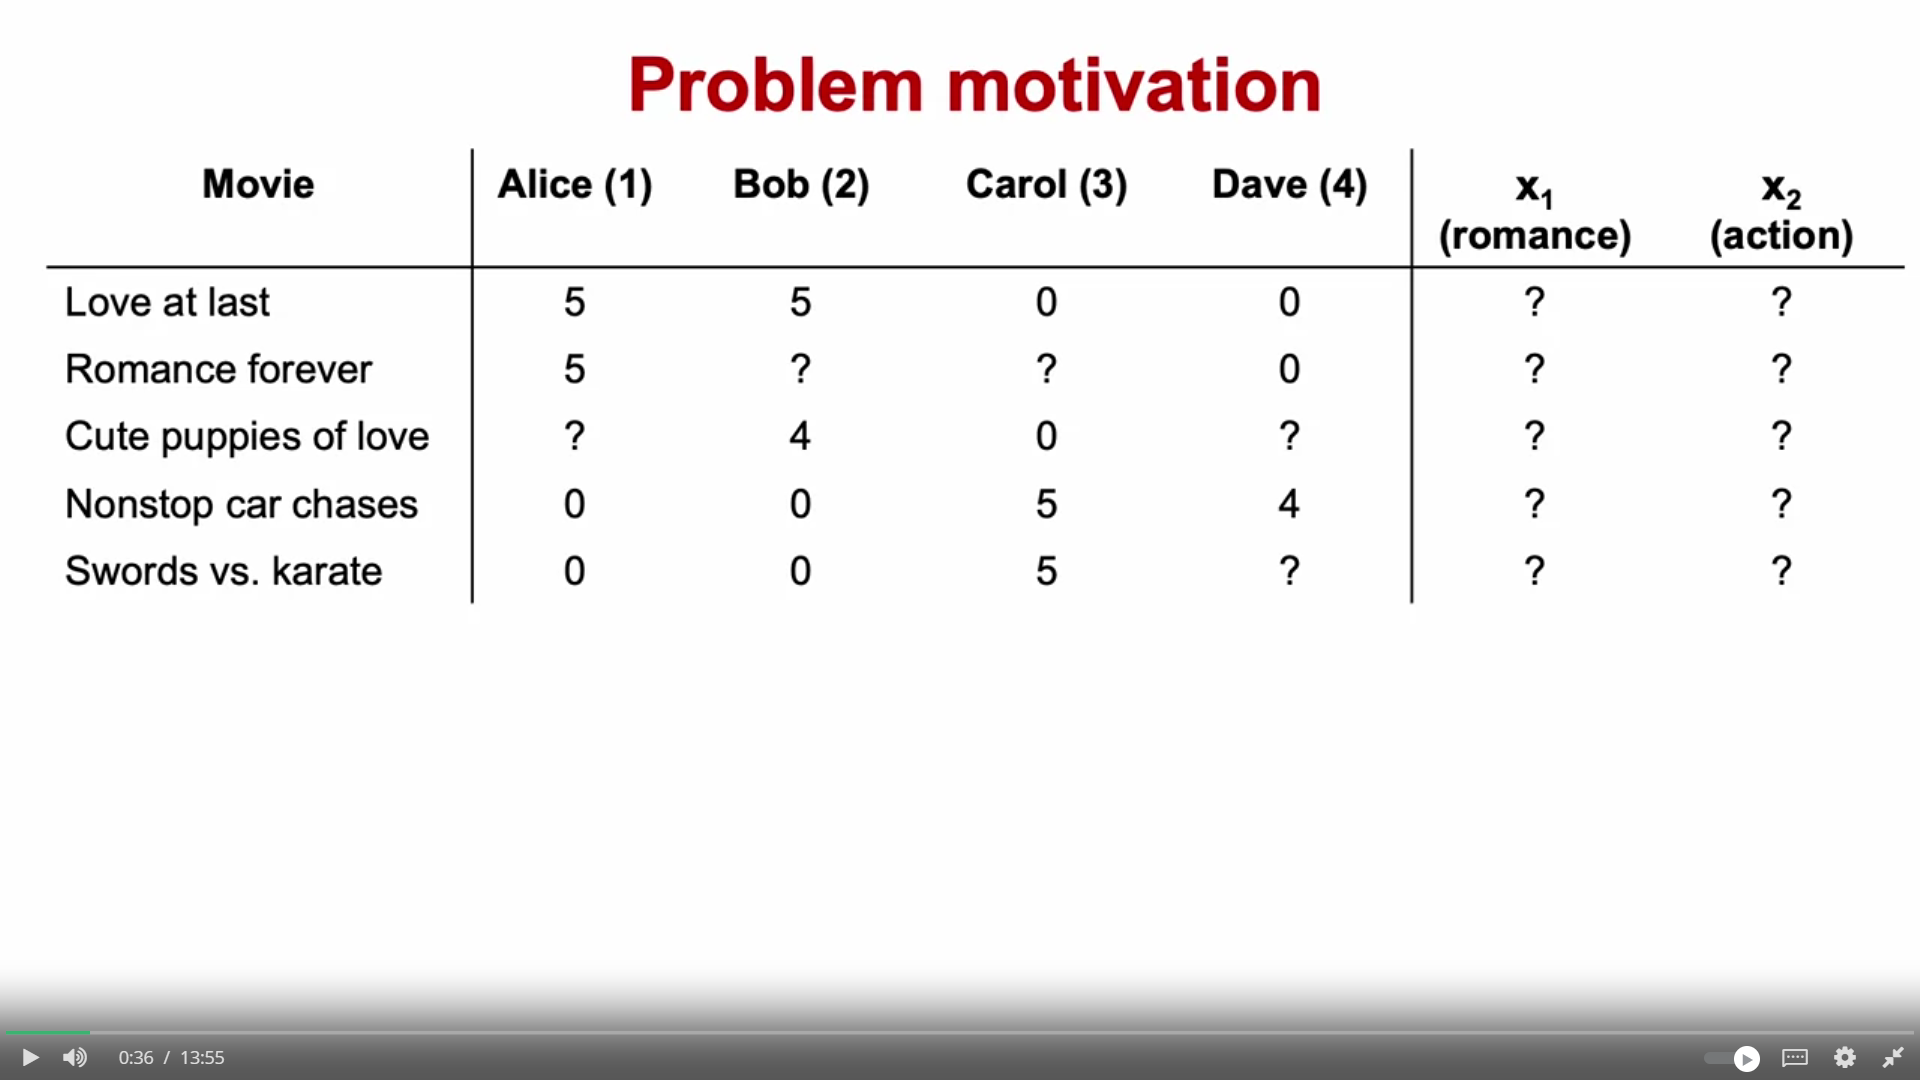 Problem motivation
Movie Alice (1) Bob (2) Carol (3) Dave (4) x1 x2
(romance) (action)
Love at last 5 5 0 0 ? ?
Romance forever 5 ? ? 0 ? ?
Cute puppies of love ? 4 0 ? ? ?
Nonstop car chases 0 0 5 4 ? ?
Swords vs. karate 0 0 5 ? ? ?
0:36 / 13:55